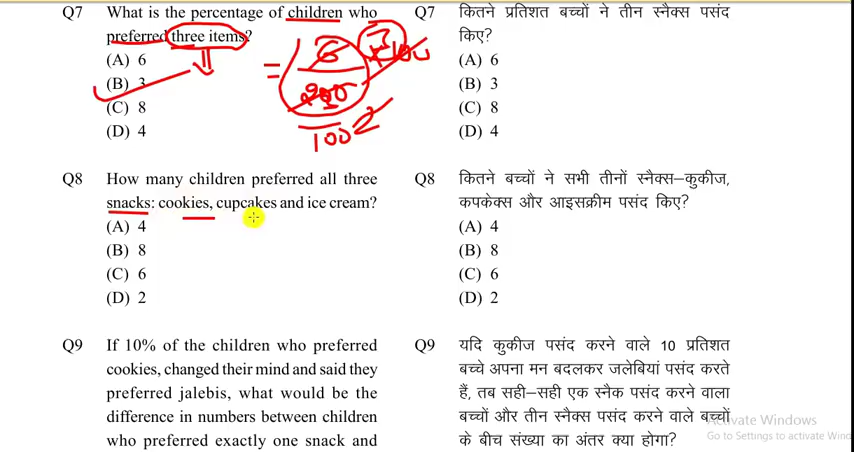 Q7 What is the percentage of children who
preferred three items?
(A) 6
(B) 3
(C) 8
(D) 4
6
100
200
3
100 2
Q8 How many children preferred all three
snacks: cookies, cupcakes and ice cream?
(A) 4
(B) 8
(C) 6
(D) 2
Q9 If 10% of the children who preferred
cookies, changed their mind and said they
preferred jalebis, what would be the
difference in numbers between children
who preferred exactly one snack and
Q7 कितने प्रतिशत बच्चों ने तीन स्नैक्स पसंद
किए?
(A) 6
(B) 3
(C) 8
(D) 4
Q8 कितने बच्चों ने सभी तीनों स्नैक्स–कुकीज,
कपकेक्स और आइसक्रीम पसंद किए?
(A) 4
(B) 8
(C) 6
(D) 2
Q9 यदि कुकीज पसंद करने वाले 10 प्रतिशत
बच्चे अपना मन बदलकर जलेबियां पसंद करते
हैं, तब सही–सही एक स्नैक पसंद करने वाला
बच्चों और तीन स्नैक्स पसंद करने वाले बच्चों
के बीच संख्या का अंतर क्या होगा?
Activate Windows
Go to Settings to activate Wind